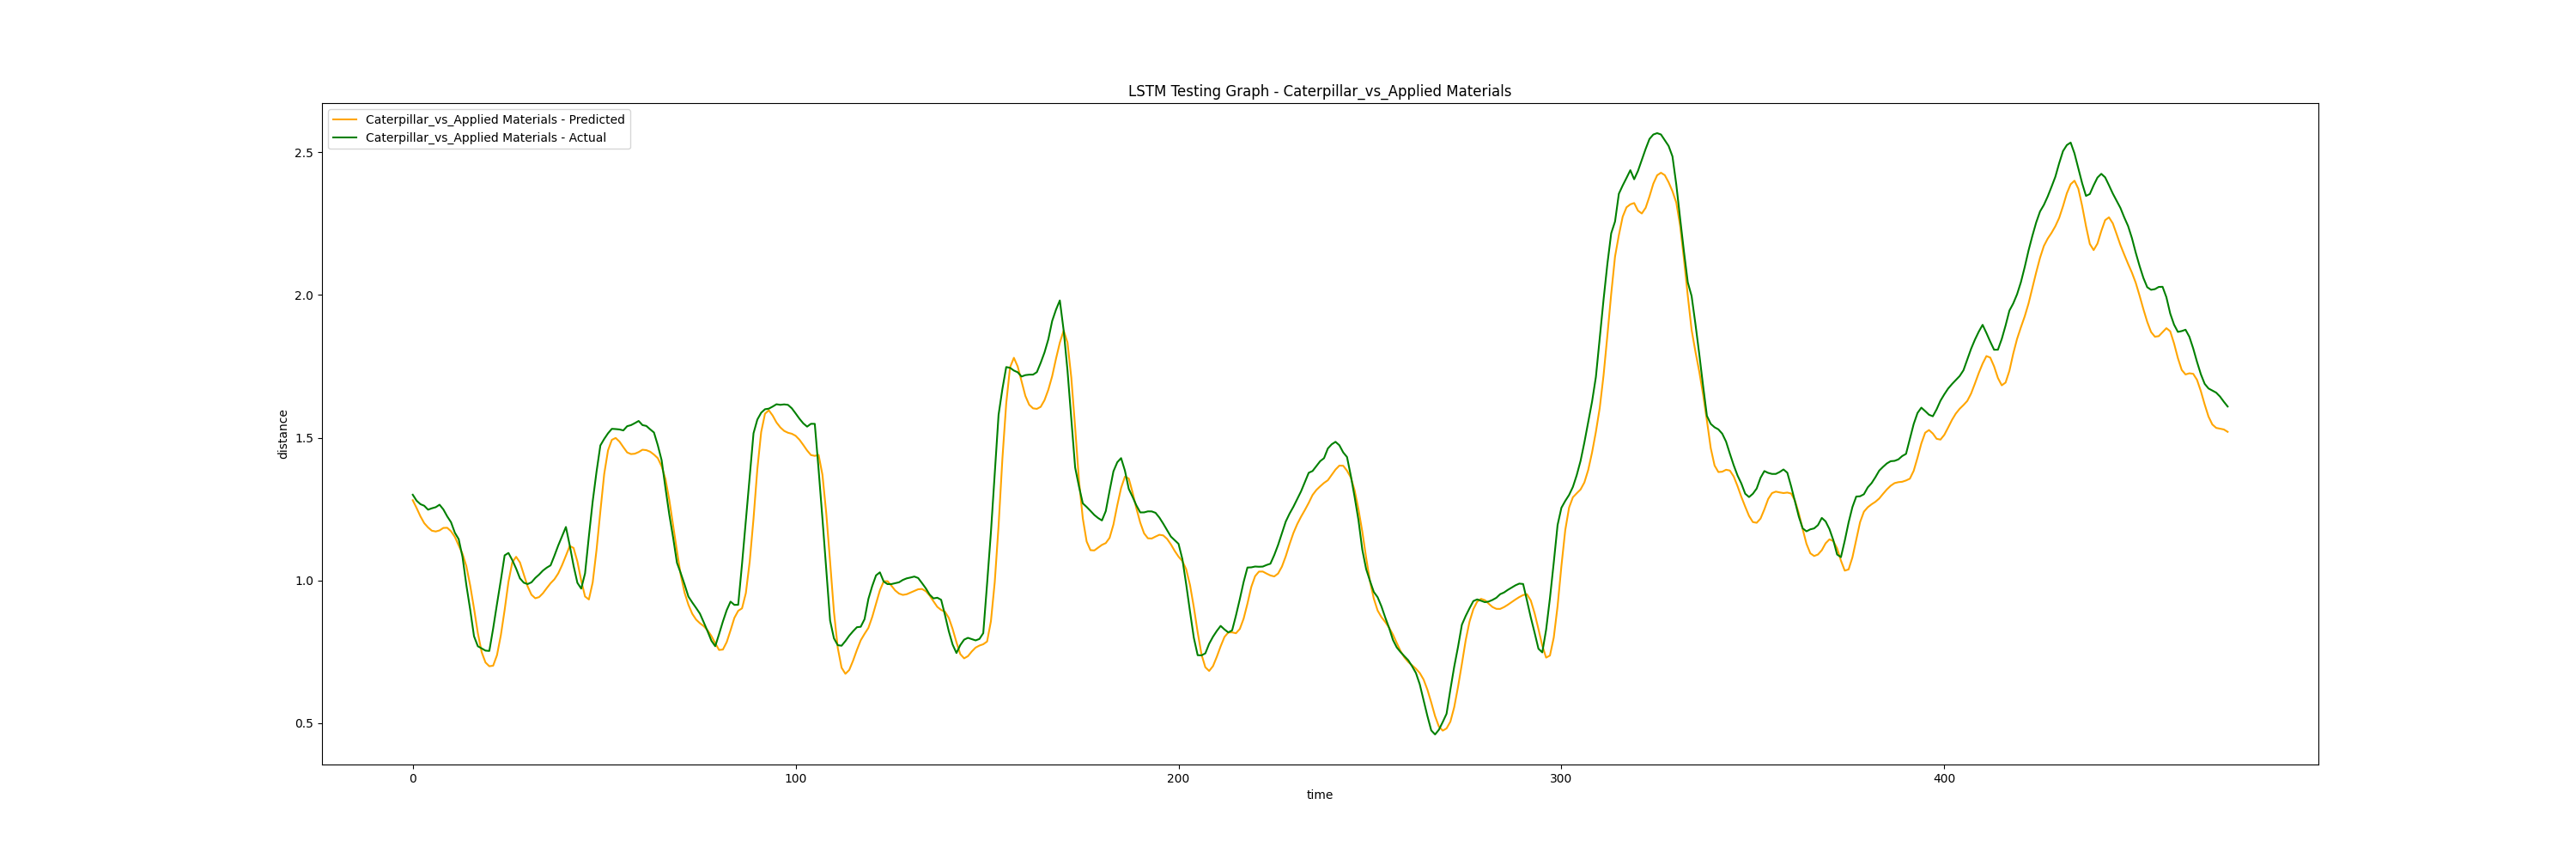 LSTM Testing Graph - Caterpillar_vs_Applied Materials
Caterpillar_vs_Applied Materials - Predicted
Caterpillar_vs_Applied Materials - Actual
2.5
2.0
1.5
1.0
0.5
distance
0 100 200 300 400
time